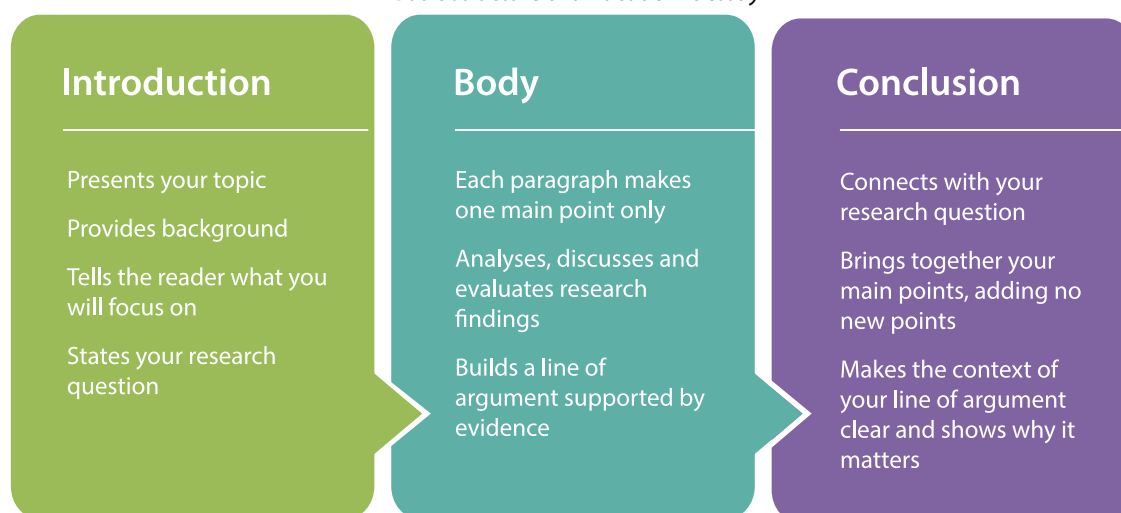 Introduction
Presents your topic
Provides background
Tells the reader what you
will focus on
States your research
question
Body
Each paragraph makes
one main point only
Analyses, discusses and
evaluates research
findings
Builds a line of
argument supported by
evidence
Conclusion
Connects with your
research question
Brings together your
main points, adding no
new points
Makes the context of
your line of argument
clear and shows why it
matters